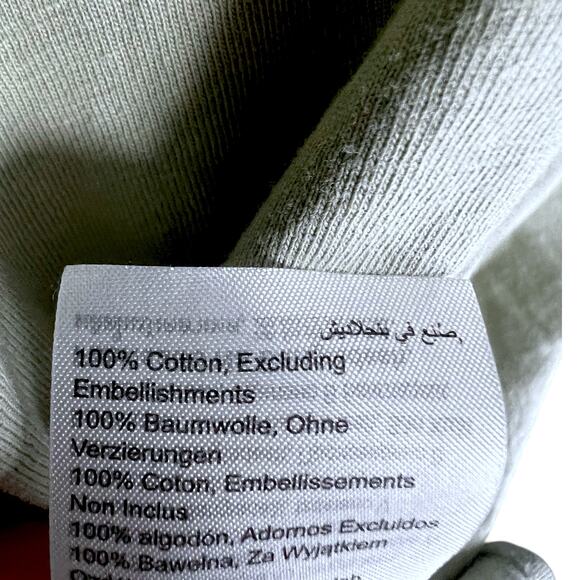 صنع في بنجلاديش,
100% Cotton, Excluding
Embellishments
100% Baumwolle, Ohne
Verzierungen
100% Coton, Embellissements
Non Inclus
100% algodón, Adornos Excluidos
100% Bawełna, Za Wyjątkiem